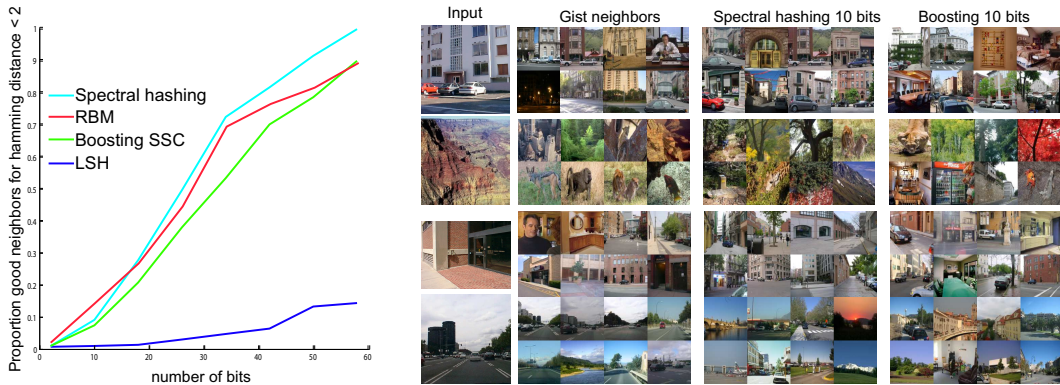 Proportion good neighbors for hamming distance < 2
1
.9
0.8
0.7
0.6
0.5
0.4
0.3
0.2
0.1
0
0
10
20
30
40
50
60
number of bits
Spectral hashing
RBM
Boosting SSC
LSH
Input
Gist neighbors
Spectral hashing 10 bits
Boosting 10 bits